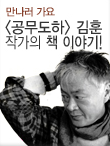 만나러 가요
<공무도하> 김훈
작가의 책 이야기!